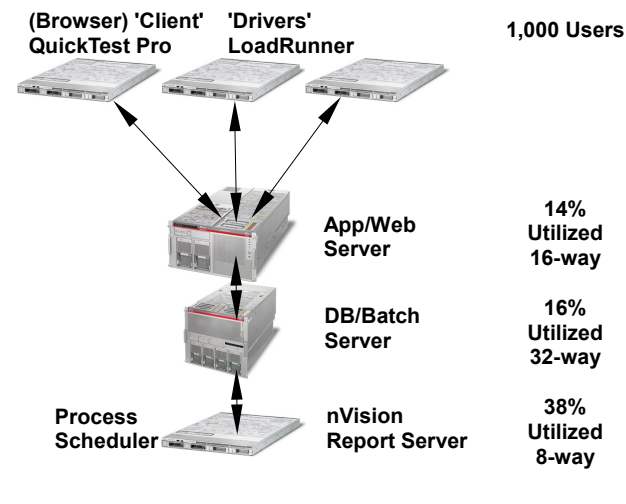 (Browser) 'Client' 'Drivers'
QuickTest Pro LoadRunner
1,000 Users
App/Web
Server
14%
Utilized
16-way
DB/Batch
Server
16%
Utilized
32-way
Process
Scheduler
nVision
Report Server
38%
Utilized
8-way